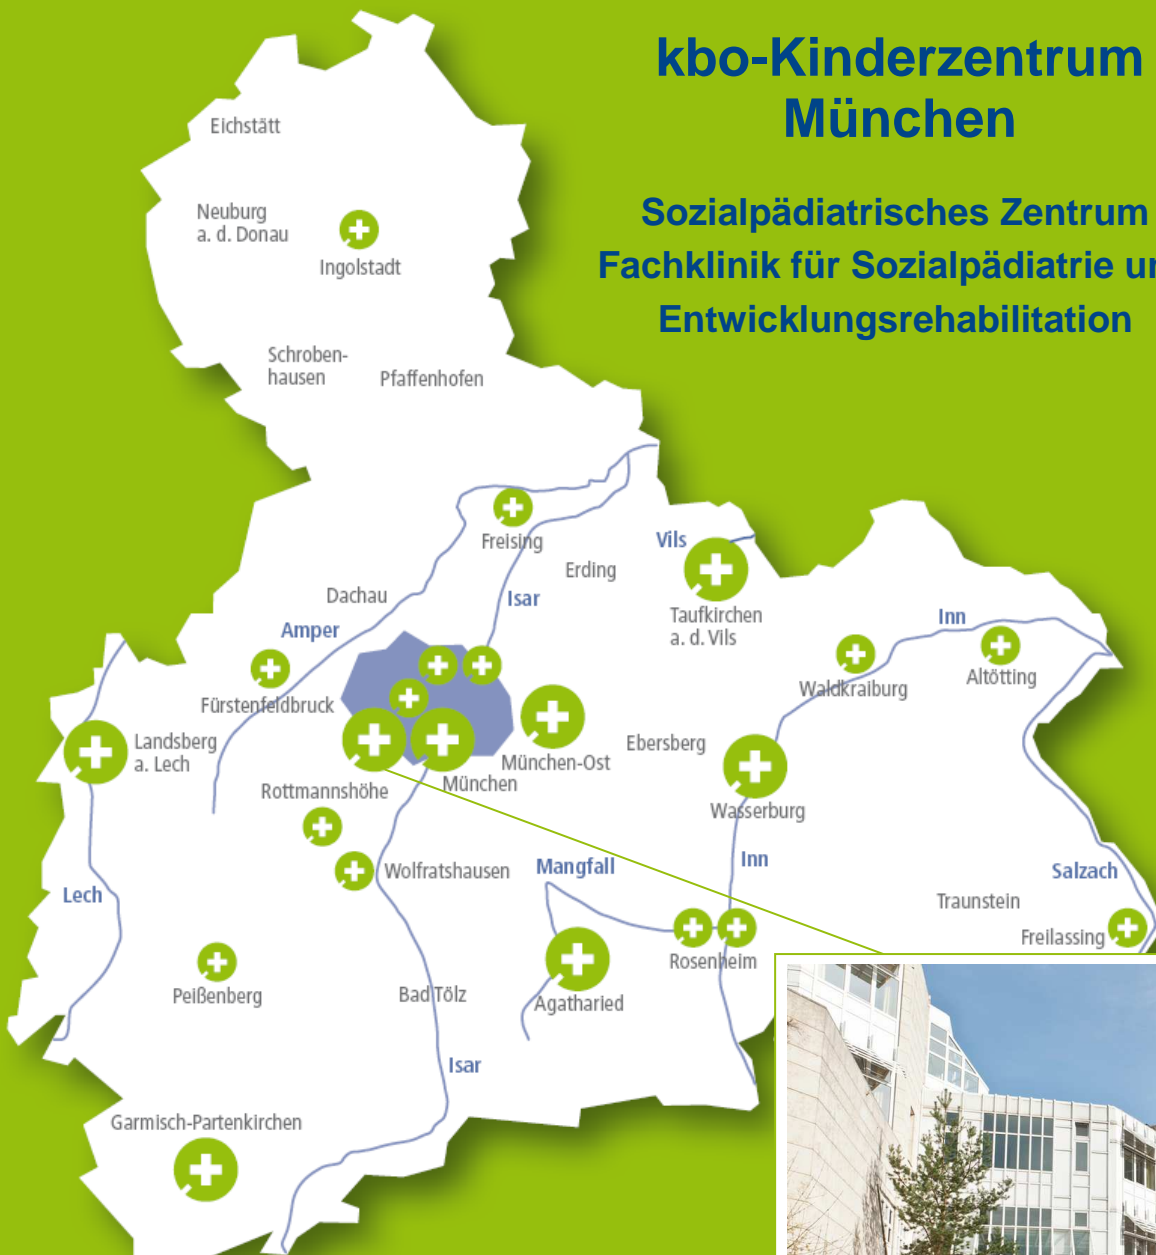 kbo-Kinderzentrum
München
Sozialpädiatrisches Zentrum
Fachklinik für Sozialpädiatrie
Entwicklungsrehabilitation
Eichstätt
Neuburg
a. d. Donau
Ingolstadt
Schroben-
hausen
Pfaffenhofen
Freising
Erding
Vils
Taufkirchen
a. d. Vils
Dachau
Isar
Amper
Inn
Altötting
Waldkraiburg
Fürstenfeldbruck
Landsberg
a. Lech
München-Ost
Ebersberg
München
Rottmannshöhe
Wasserburg
Wolfratshausen
Mangfall
Inn
Salzach
Lech
Traunstein
Freilassing
Rosenheim
Peißenberg
Bad Tölz
Agatharied
Isar
Garmisch-Partenkirchen